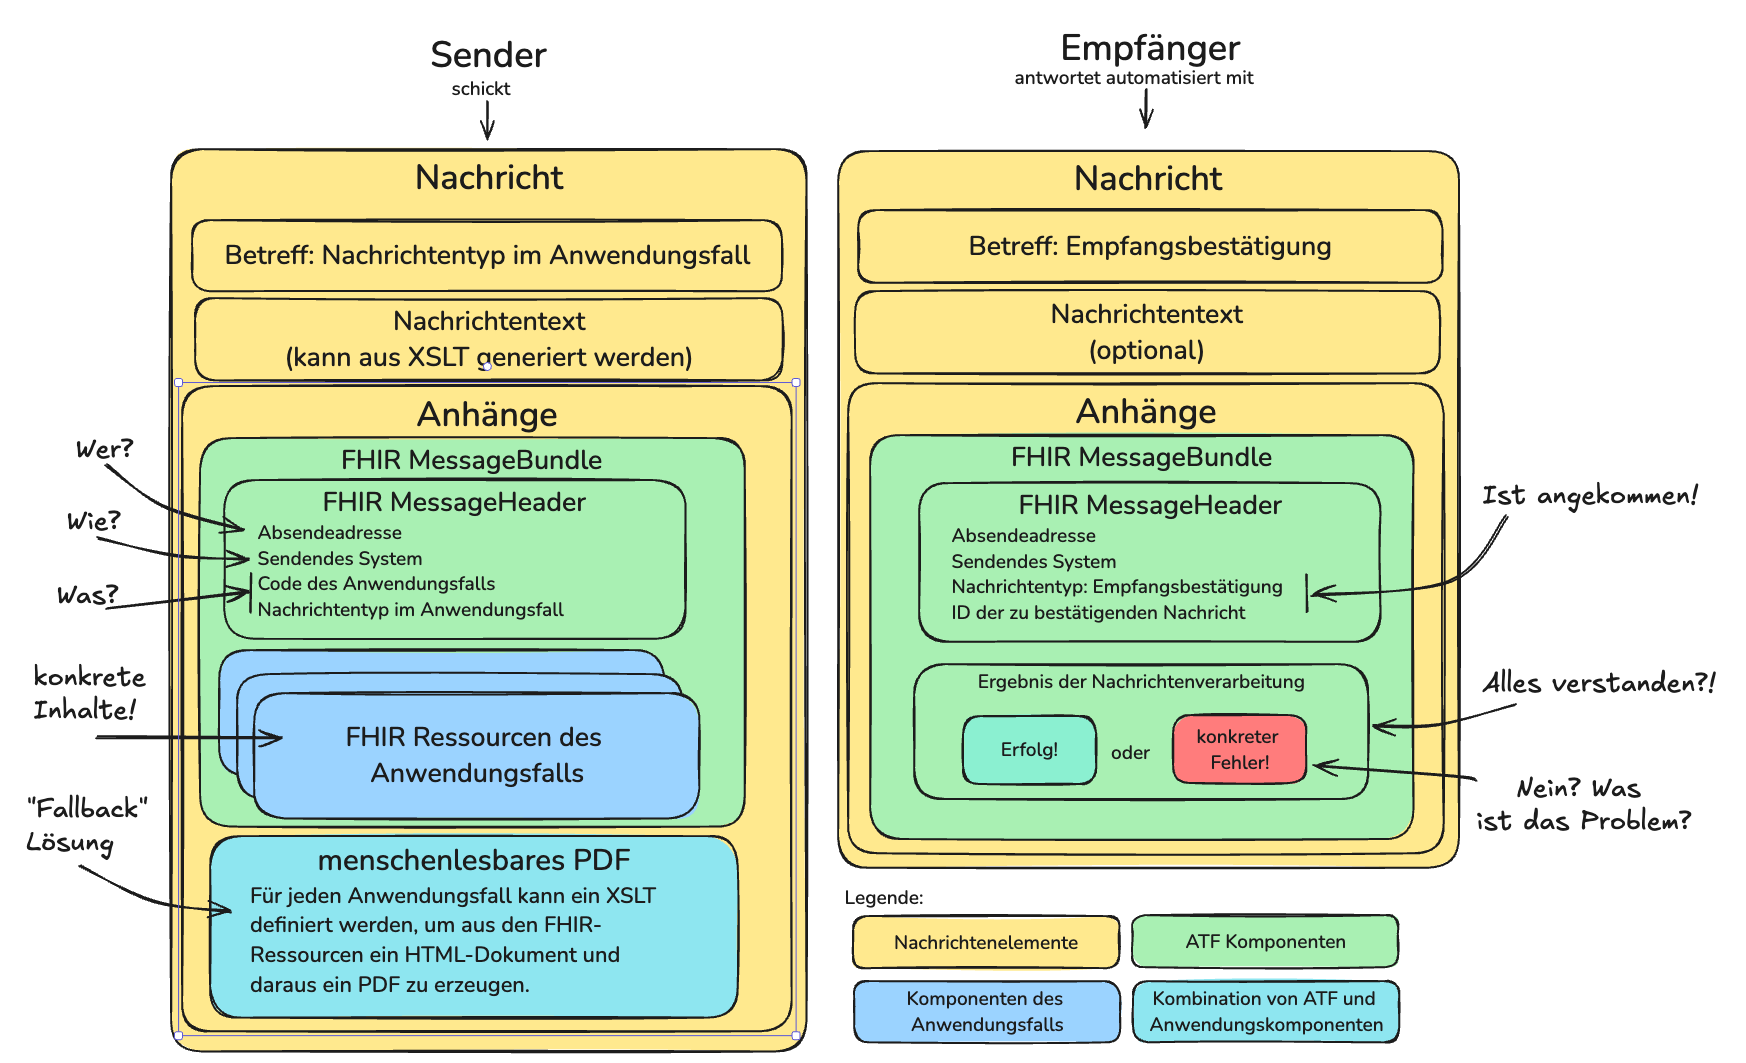 Sender
schickt
Nachricht
Betreff: Nachrichtentyp im Anwendungsfall
Nachrichtentext
(kann aus XSLT generiert werden)
Anhänge
FHIR MessageBundle
FHIR MessageHeader
Absendeadresse
Sendendes System
Code des Anwendungsfalls
Nachrichtentyp im Anwendungsfall
Wer?
Wie?
Was?
konkrete
Inhalte!
FHIR Ressourcen des
Anwendungsfalls
"Fallback"
Lösung
menschenlesbares PDF
Für jeden Anwendungsfall kann ein XSLT
definiert werden, um aus den FHIR-
Ressourcen ein HTML-Dokument und
daraus ein PDF zu erzeugen.
Empfänger
antwortet automatisiert mit
Nachricht
Betreff: Empfangsbestätigung
Nachrichtentext
(optional)
Anhänge
FHIR MessageBundle
FHIR MessageHeader
Absendeadresse
Sendendes System
Nachrichtentyp: Empfangsbestätigung
ID der zu bestätigenden Nachricht
Ist angekommen!
Ergebnis der Nachrichtenverarbeitung
Erfolg!
oder
konkreter
Fehler!
Alles verstanden?!
Nein? Was
ist das Problem?
Legende:
Nachrichtenelemente
ATF Komponenten
Komponenten des
Anwendungsfalls
Kombination von ATF und
Anwendungskomponenten